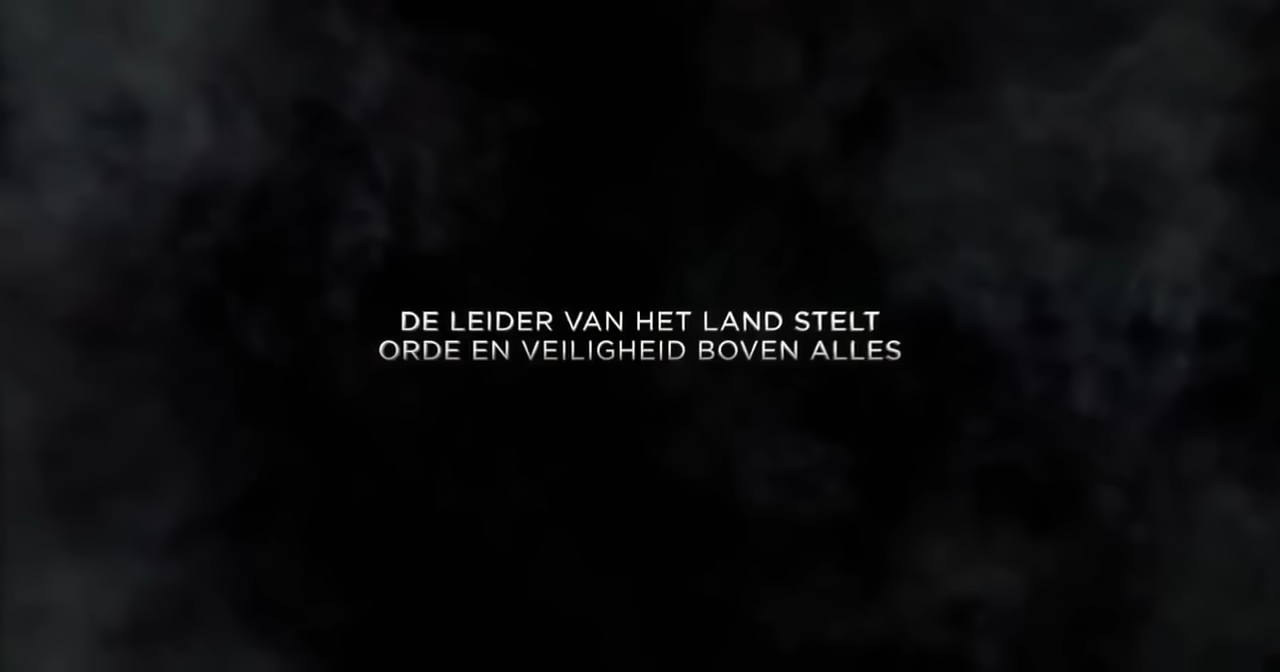 DE LEIDER VAN HET LAND STELT
ORDE EN VEILIGHEID BOVEN ALLES